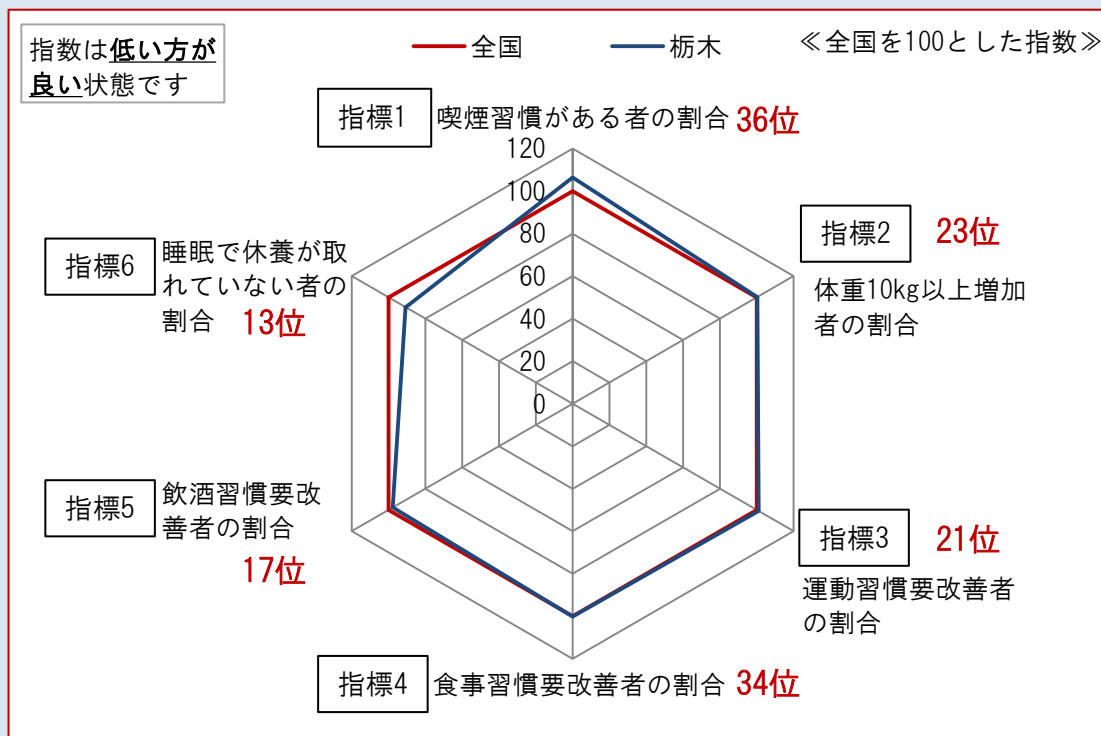 指数は低い方が
良い状態です
全国
栃木
≪全国を100とした指数≫
指標1
喫煙習慣がある者の割合
36位
120
100
80
60
40
20
0
指標2
23位
体重10kg以上増加
者の割合
指標3
21位
運動習慣要改善者
の割合
指標4
食事習慣要改善者の割合
34位
指標5
飲酒習慣要改
善者の割合
17位
指標6
睡眠で休養が取
れていない者の
割合
13位